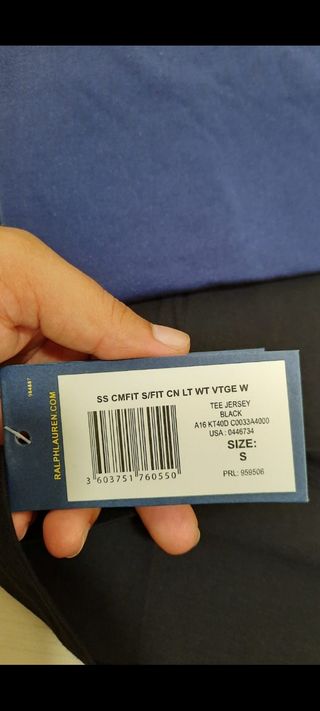 SS CMFIT S/FIT CN LT WT VTGE W
TEE JERSEY
BLACK
A16 KT40D C0033A4000
USA : 0446734
SIZE:
S
PRL: 959506
3 603751 760550
RALPHLAUREN.COM